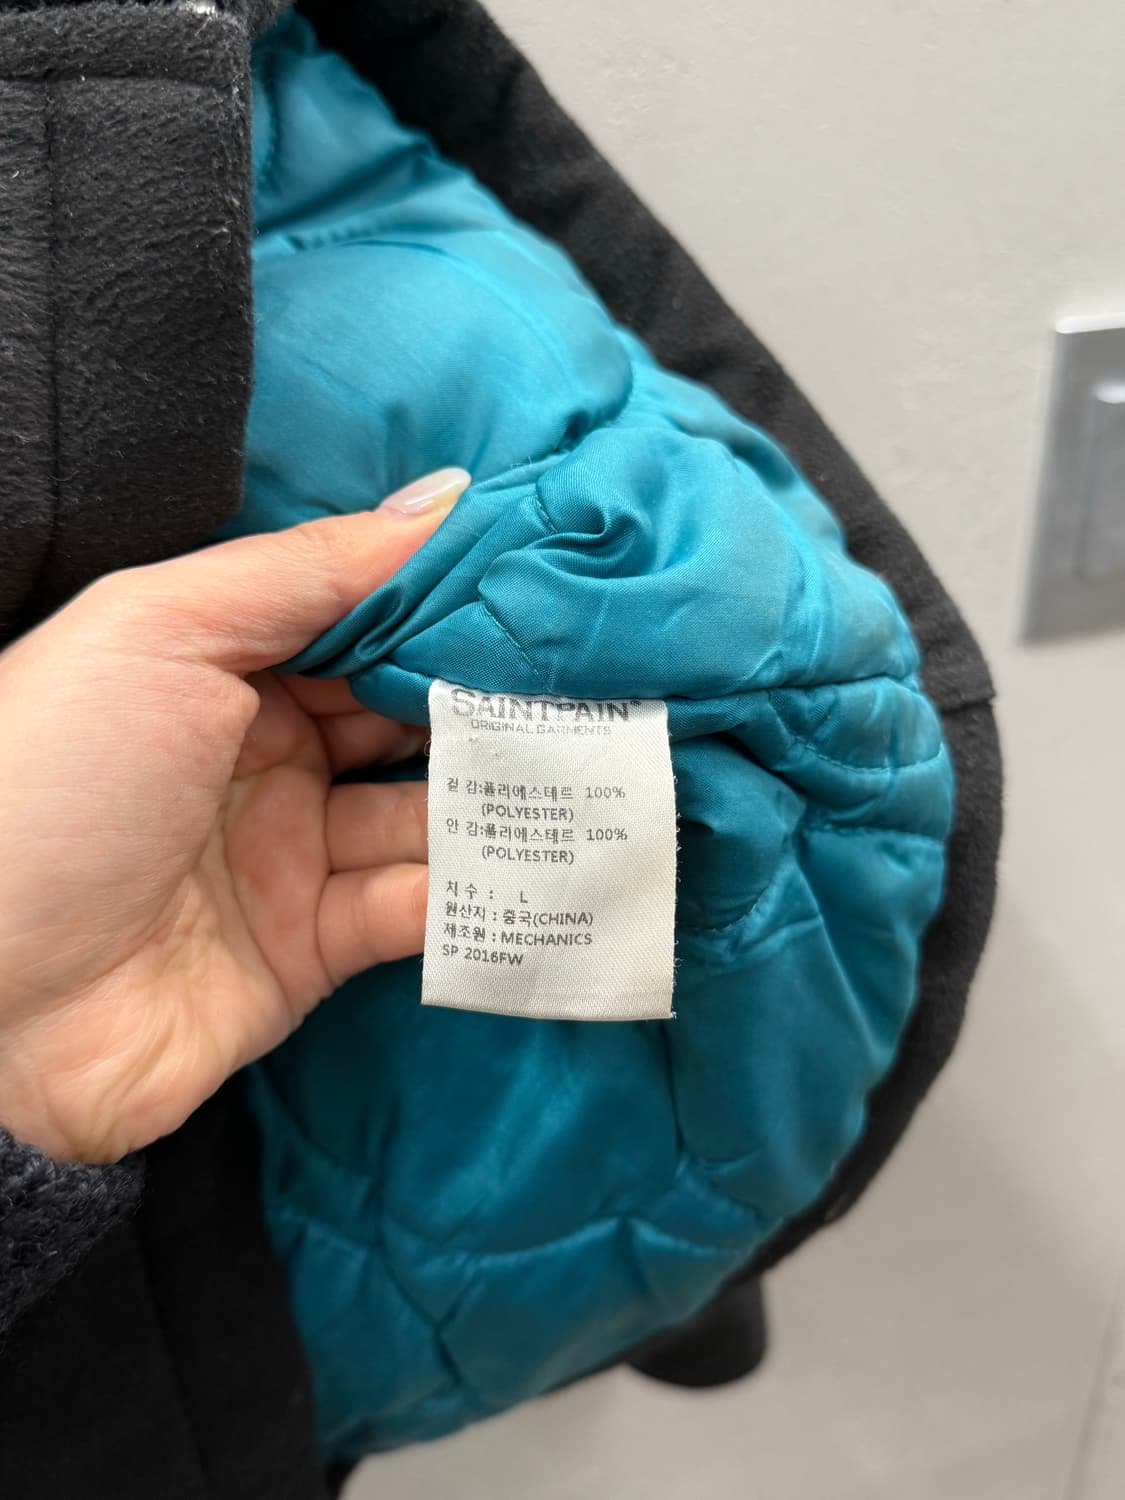 SAINTPAIN®
ORIGINAL GARMENTS
겉 감:폴리에스테르 100%
(POLYESTER)
안 감:폴리에스테르 100%
(POLYESTER)
치 수 : L
원산지 : 중국(CHINA)
제조원 : MECHANICS
SP 2016FW